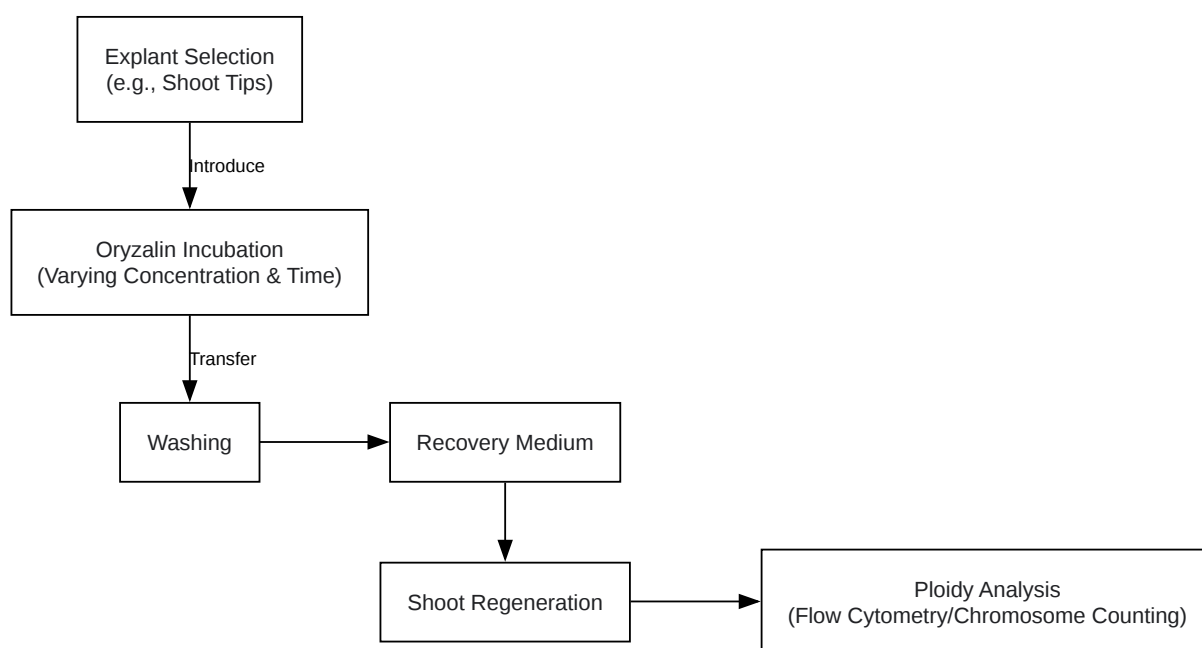 Explant Selection
(e.g., Shoot Tips)
Introduce
Oryzalin Incubation
(Varying Concentration & Time)
Transfer
Washing
Recovery Medium
Shoot Regeneration
Ploidy Analysis
(Flow Cytometry/Chromosome Counting)